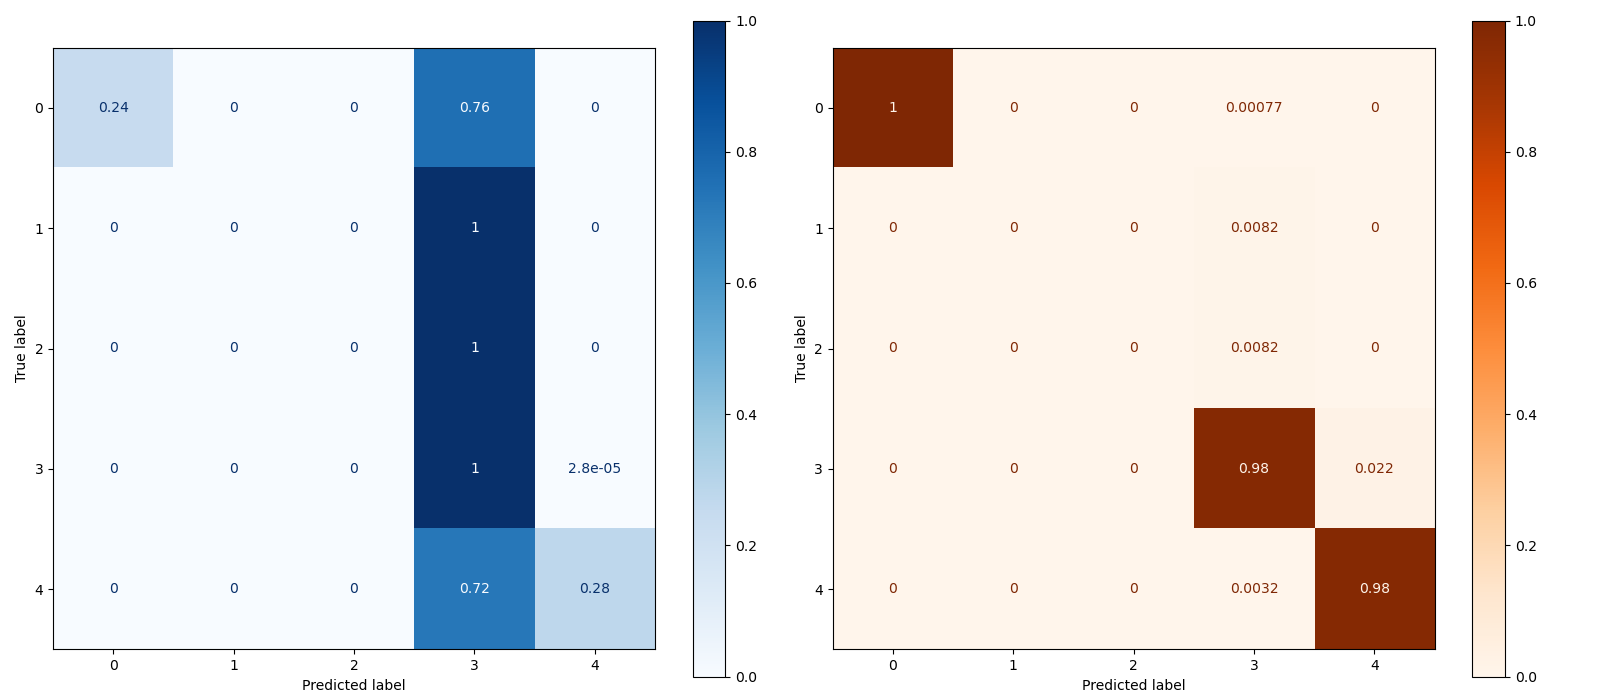 1.0
0.8
0.6
0.4
0.2
0.0
True label
0 0.24 0 0 0.76 0
1 0 0 0 1 0
2 0 0 0 1 0
3 0 0 0 1 2.8e-05
4 0 0 0 0.72 0.28
0 1 2 3 4
Predicted label
1.0
0.8
0.6
0.4
0.2
0.0
True label
0 1 0 0 0.00077 0
1 0 0 0 0.0082 0
2 0 0 0 0.0082 0
3 0 0 0 0.98 0.022
4 0 0 0 0.0032 0.98
0 1 2 3 4
Predicted label